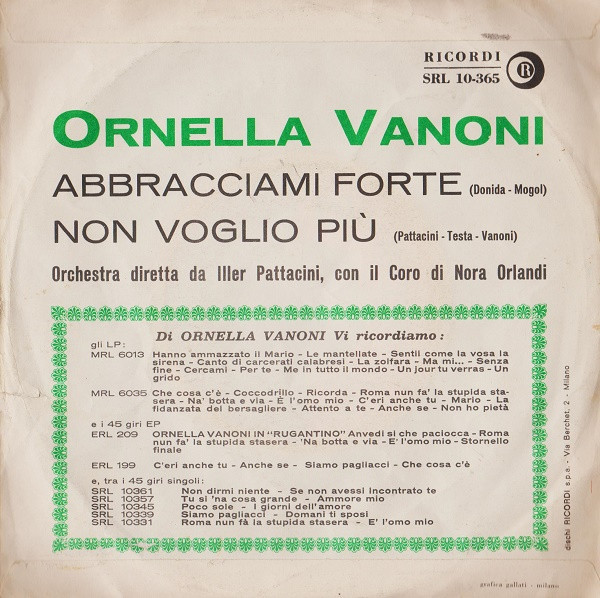 RICORDI
SRL 10-365
R
ORNELLA VANONI
ABBRACCIAMI FORTE (Donida - Mogol)
NON VOGLIO PIÙ (Pattacini - Testa - Vanoni)
Orchestra diretta da Iller Pattacini, con il Coro di Nora Orlandi
Di ORNELLA VANONI Vi ricordiamo:
gli LP:
MRL 6013 Hanno ammazzato il Mario - Le mantellate - Sentii come la vosa la
sirena - Canto di carcerati calabresi - La zolfara - Ma mi... - Senza
fine - Cercami - Per te - Me in tutto il mondo - Un jour tu verras - Un
grido
MRL 6035 Che cosa c'è - Coccodrillo - Ricorda - Roma nun fa' la stupida sta-
sera - Na' botta e via - È l'omo mio - C'eri anche tu - Mario - La
fidanzata del bersagliere - Attento a te - Anche se - Non ho pietà
e i 45 giri EP
ERL 209 ORNELLA VANONI IN "RUGANTINO" Anvedi si che paciocca - Roma
nun fa' la stupida stasera - 'Na botta e via - E' l'omo mio - Stornello
finale
ERL 199 C'eri anche tu - Anche se - Siamo pagliacci - Che cosa c'è
e, tra i 45 giri singoli:
SRL 10361 Non dirmi niente - Se non avessi incontrato te
SRL 10357 Tu si 'na cosa grande - Ammore mio
SRL 10345 Poco sole - I giorni dell'amore
SRL 10339 Siamo pagliacci - Domani ti sposi
SRL 10331 Roma nun fà la stupida stasera - E' l'omo mio
dischi RICORDI s.p.a. - Via Berchet, 2 - Milano
grafica gallati - milano